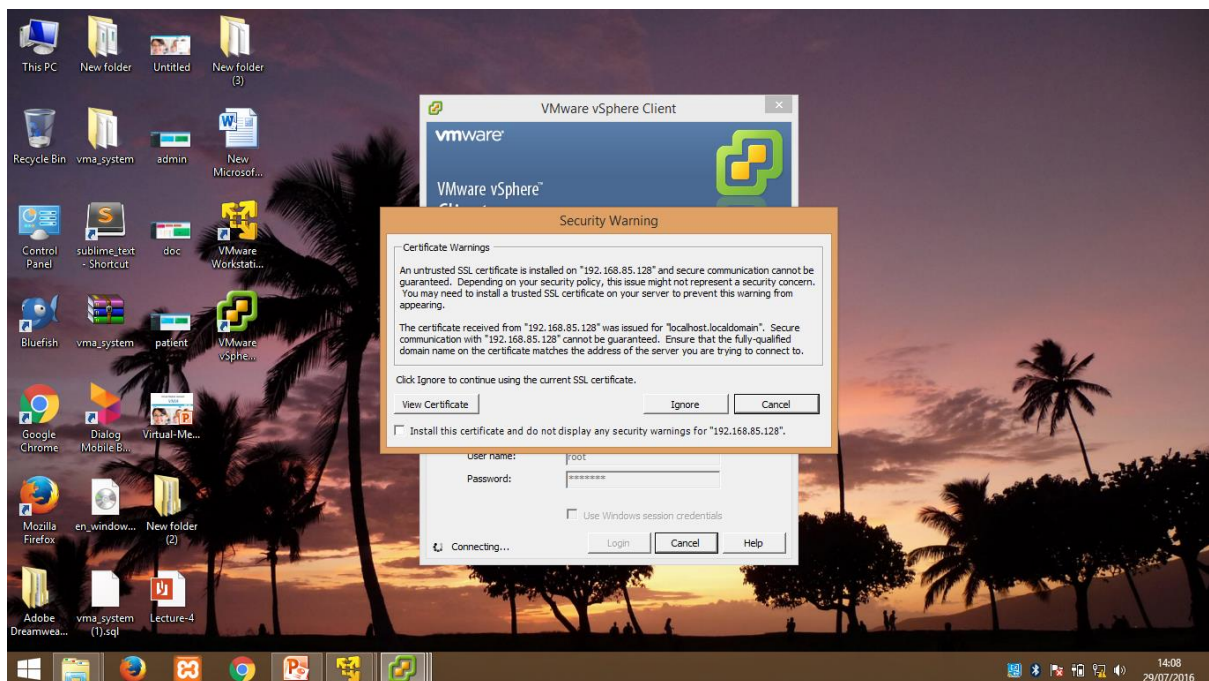 This PC
New folder
Untitled
New folder
(3)
Recycle Bin
vma_system
admin
New
Microsof...
Control
Panel
sublime_text
- Shortcut
doc
VMware
Workstati...
Bluefish
vma_system
patient
VMware
vSphe...
Google
Chrome
Dialog
Mobile B...
Virtual-Me...
Mozilla
Firefox
en_window...
New folder
(2)
Adobe
Dreamwea...
vma_system
(1).sql
Lecture-4
VMware vSphere Client
vmware
VMware vSphere™
Security Warning
Certificate Warnings
An untrusted SSL certificate is installed on "192.168.85.128" and secure communication cannot be
guaranteed. Depending on your security policy, this issue might not represent a security concern.
You may need to install a trusted SSL certificate on your server to prevent this warning from
appearing.
The certificate received from "192.168.85.128" was issued for "localhost.localdomain". Secure
communication with "192.168.85.128" cannot be guaranteed. Ensure that the fully-qualified
domain name on the certificate matches the address of the server you are trying to connect to.
Click Ignore to continue using the current SSL certificate.
View Certificate
Ignore
Cancel
Install this certificate and do not display any security warnings for "192.168.85.128".
User name:
root
Password:
*******
Use Windows session credentials
Connecting...
Login
Cancel
Help
14:08
29/07/2016